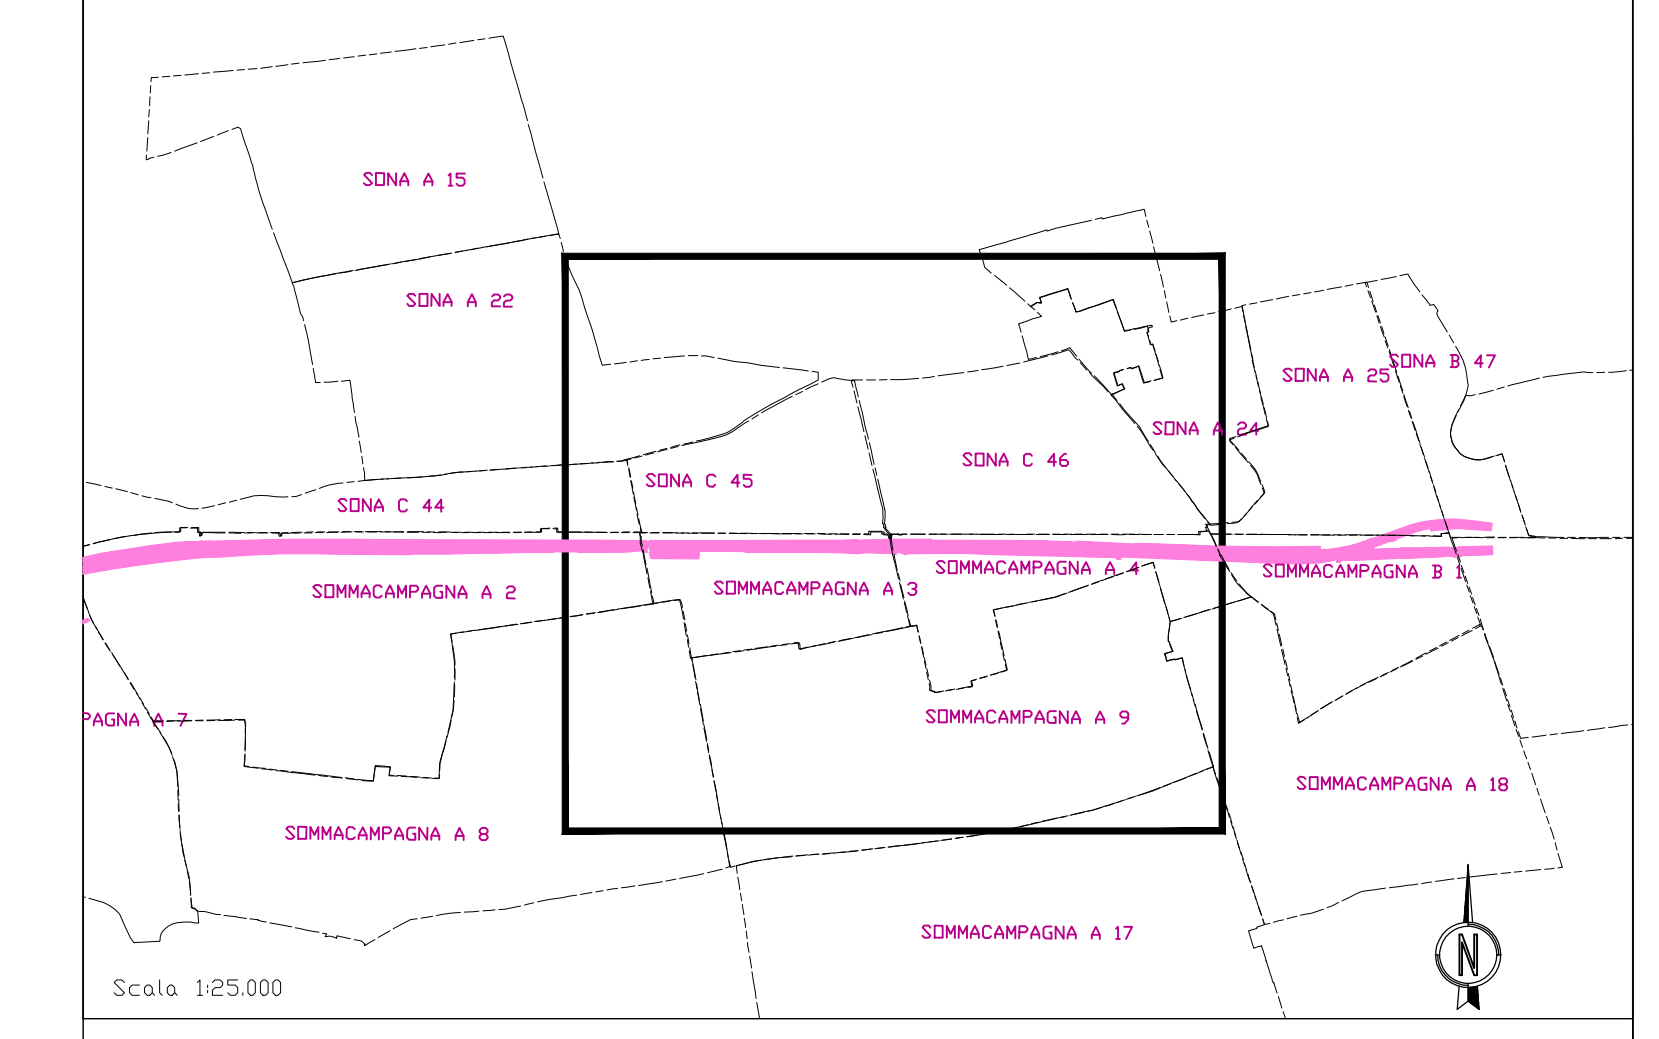 SONA A 15
SONA A 22
SONA B 47
SONA A 25
SONA A 24
SONA C 46
SONA C 45
SONA C 44
SOMMACAMPAGNA A 4
SOMMACAMPAGNA B 1
SOMMACAMPAGNA A 3
SOMMACAMPAGNA A 2
PAGNA A 7
SOMMACAMPAGNA A 9
SOMMACAMPAGNA A 18
SOMMACAMPAGNA A 8
SOMMACAMPAGNA A 17
N
Scala 1:25.000